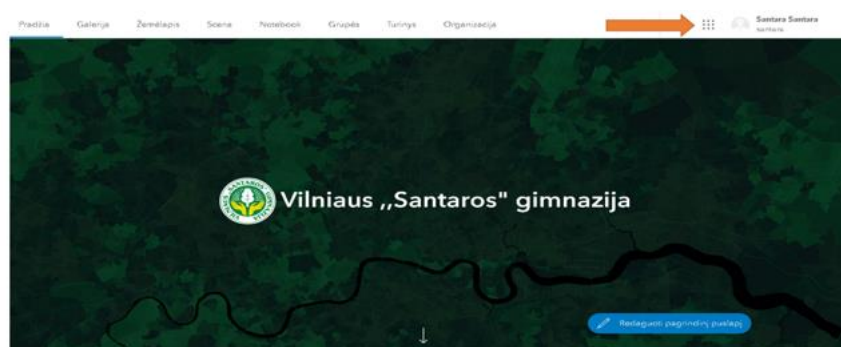 Pradžia Galerija Žemėlapis Scena Notebook Grupės Turinys Organizacija
Santara Santara
santara
Vilniaus ,,Santaros" gimnazija
Redaguoti pagrindinį puslapį